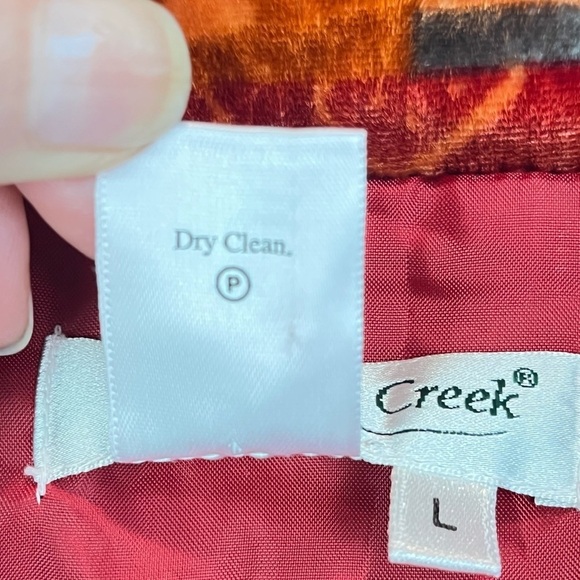 Dry Clean.
Ⓟ
Creek®
L